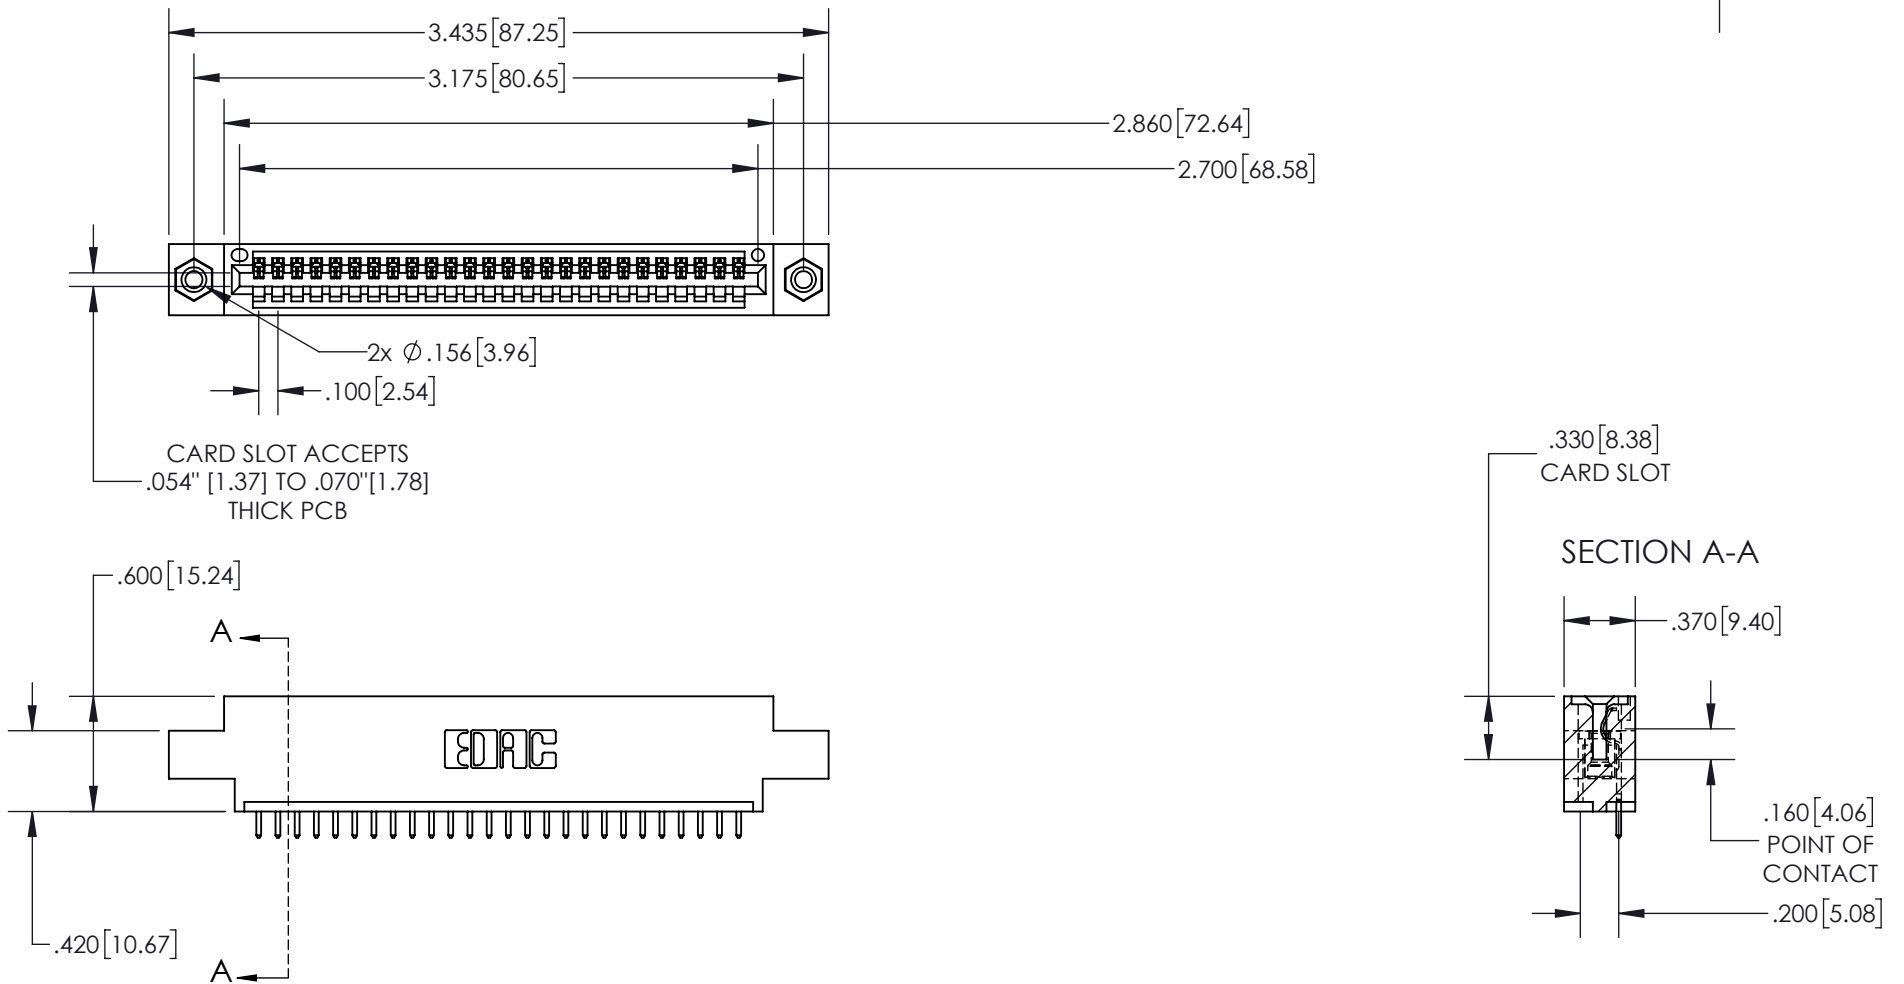 3.435[87.25]
3.175[80.65]
2.860[72.64]
2.700[68.58]
2x Ø.156[3.96]
.100[2.54]
CARD SLOT ACCEPTS
.054" [1.37] TO .070"[1.78]
THICK PCB
.330[8.38]
CARD SLOT
SECTION A-A
.600[15.24]
.370[9.40]
A
EDAC
.160[4.06]
POINT OF
CONTACT
.200[5.08]
.420[10.67]
A